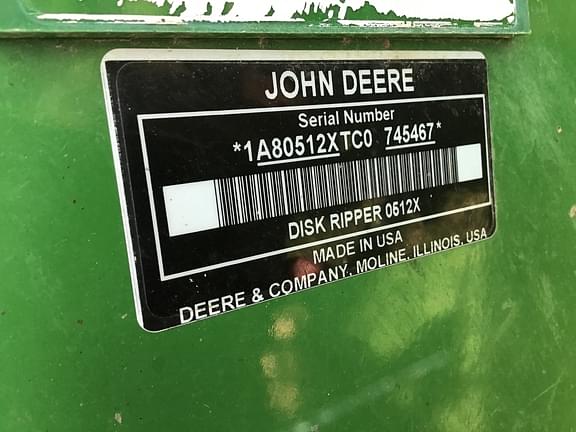 JOHN DEERE
Serial Number
*1A80512XTC0 745467*
DISK RIPPER 0512X
MADE IN USA
DEERE & COMPANY, MOLINE, ILLINOIS, USA